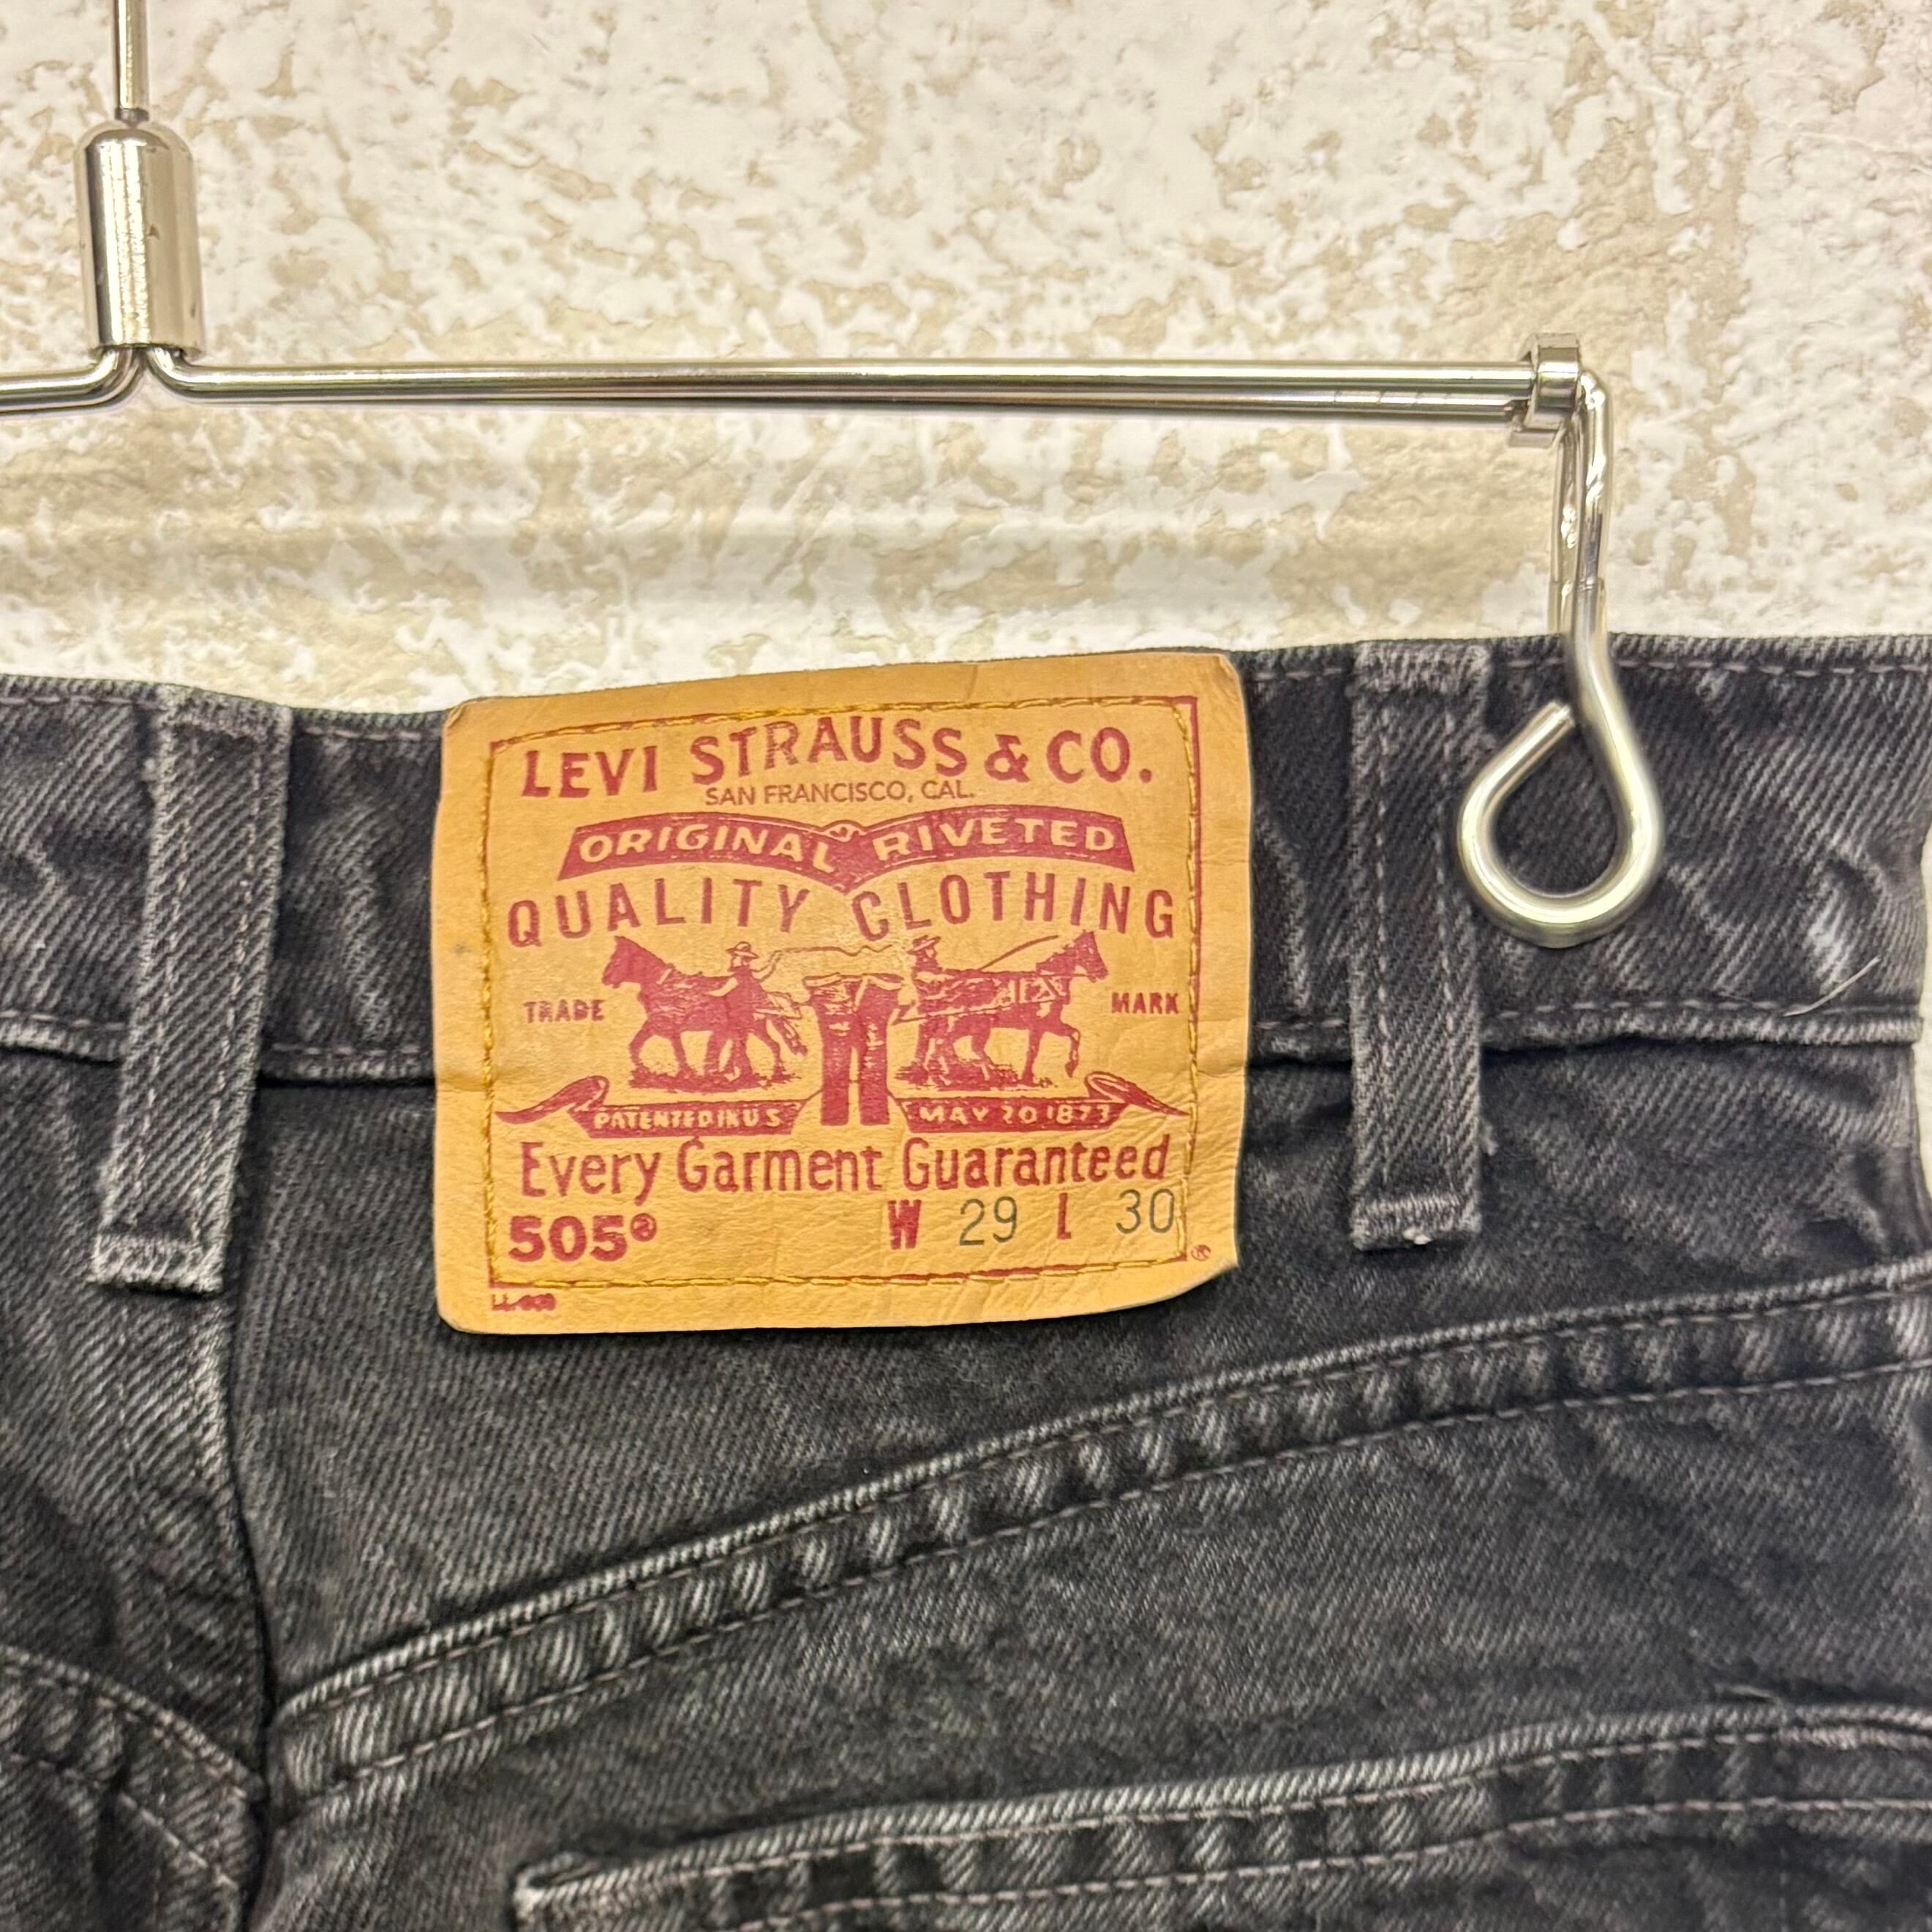 LEVI STRAUSS & CO.
SAN FRANCISCO, CAL.
ORIGINAL RIVETED
QUALITY CLOTHING
TRADE MARK
PATENTED IN U S MAY 20 1873
Every Garment Guaranteed
505® W 29 L 30
®